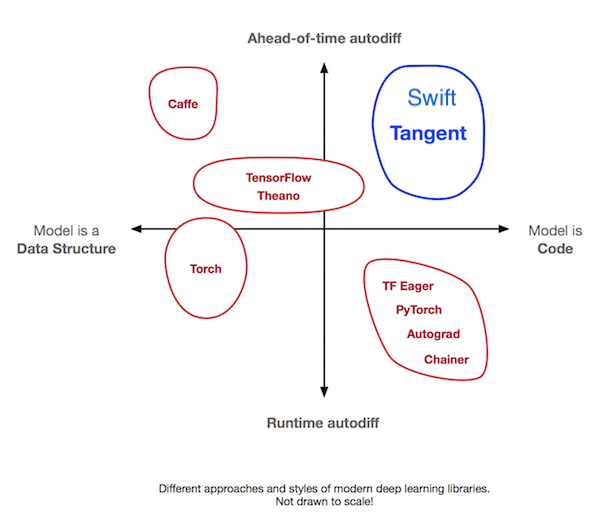 Ahead-of-time autodiff
Caffe
Swift
Tangent
TensorFlow
Theano
Model is a
Data Structure
Model is
Code
Torch
TF Eager
PyTorch
Autograd
Chainer
Runtime autodiff
Different approaches and styles of modern deep learning libraries.
Not drawn to scale!